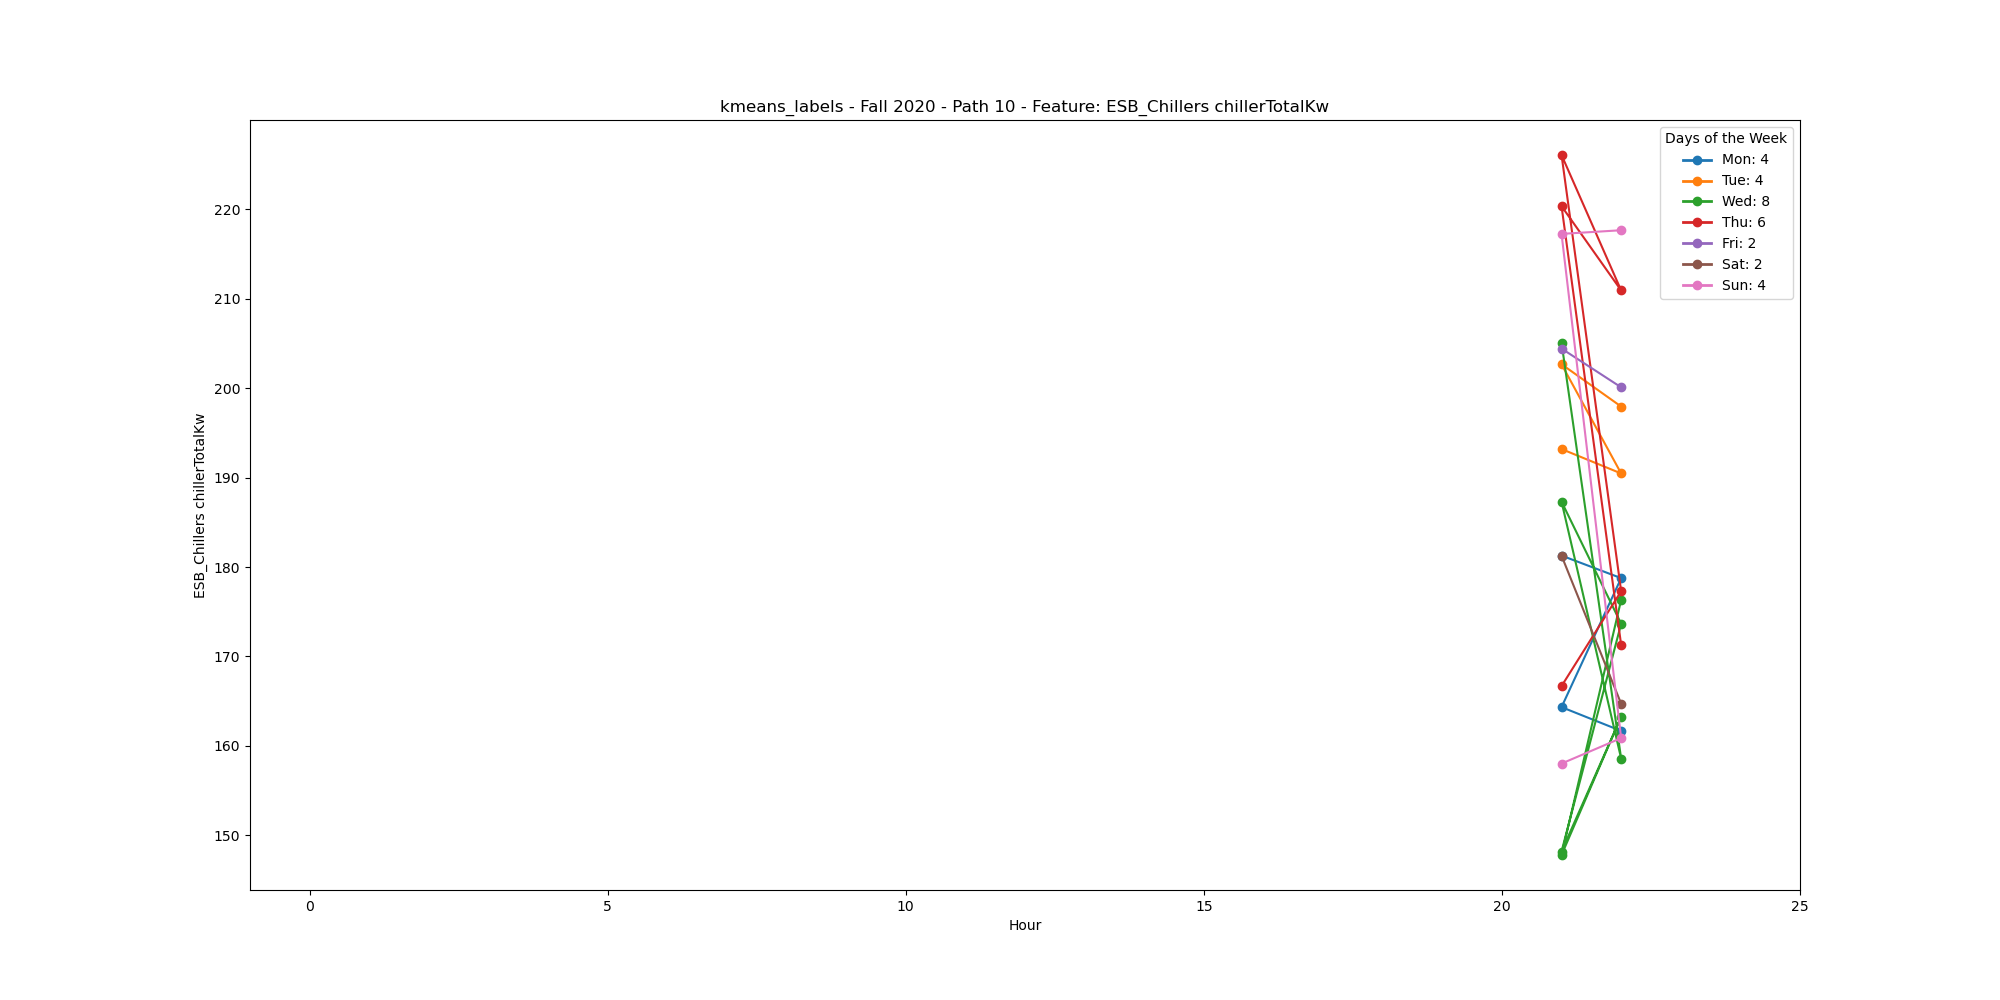 kmeans_labels - Fall 2020 - Path 10 - Feature: ESB_Chillers chillerTotalKw
Days of the Week
Mon: 4
Tue: 4
Wed: 8
Thu: 6
Fri: 2
Sat: 2
Sun: 4
ESB_Chillers chillerTotalKw
220
210
200
190
180
170
160
150
0 5 10 15 20 25
Hour